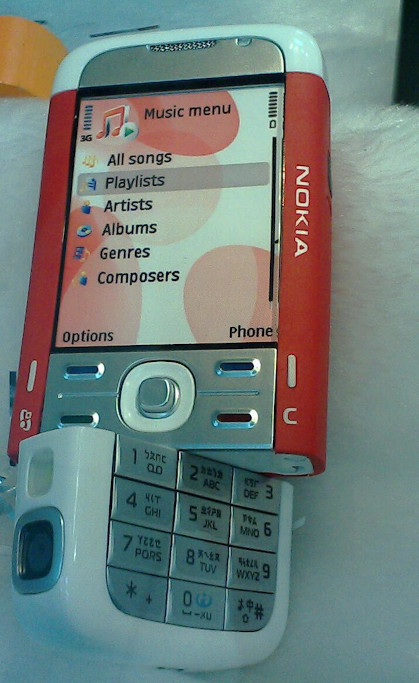 3G
Music menu
All songs
Playlists
Artists
Albums
Genres
Composers
Options
Phone
NOKIA
C
1
2 ABC
DEF 3
4 GHI
5 JKL
MNO 6
7 PQRS
8 TUV
WXYZ 9
* +
0
#